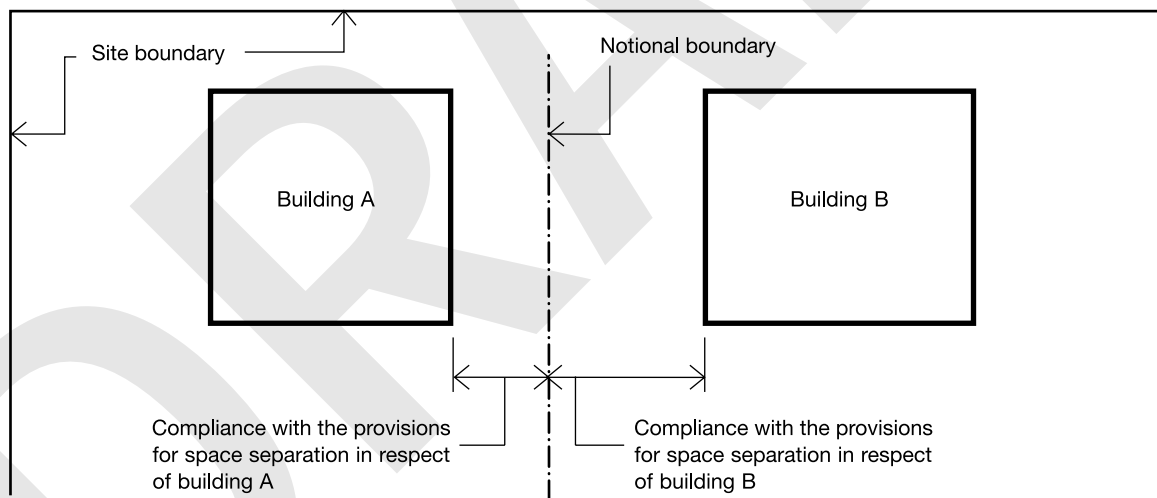 Site boundary
Notional boundary
Building A
Building B
Compliance with the provisions
for space separation in respect
of building A
Compliance with the provisions
for space separation in respect
of building B
DRA